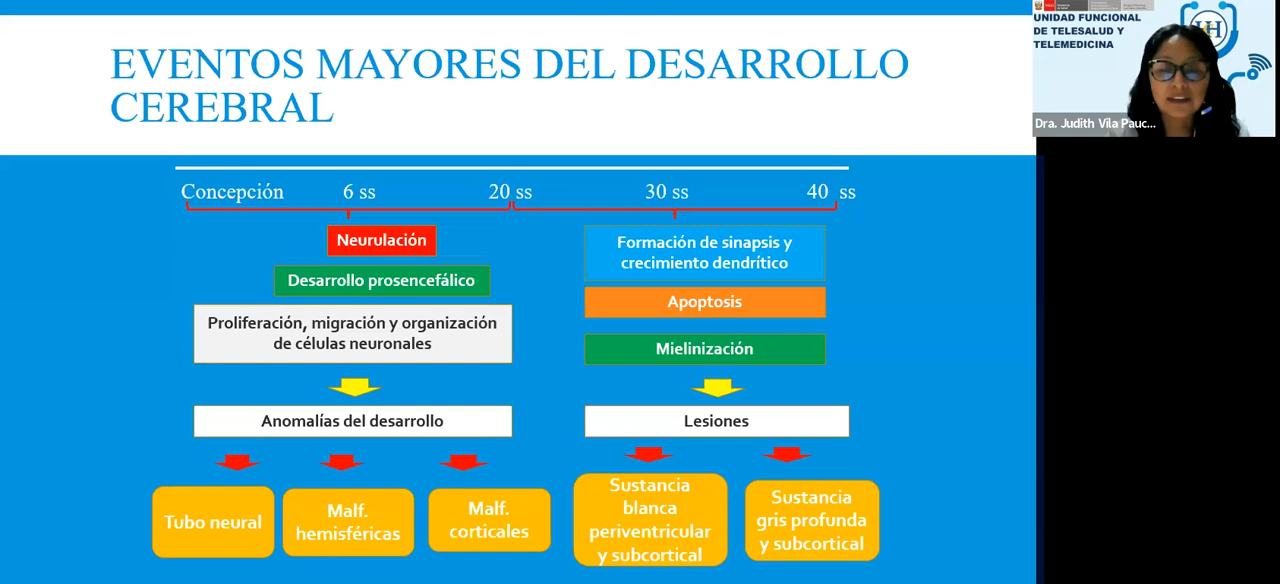 EVENTOS MAYORES DEL DESARROLLO
CEREBRAL
UNIDAD FUNCIONAL
DE TELESALUD Y
TELEMEDICINA
Dra. Judith Vila Pauc...
Concepción 6 ss 20 ss 30 ss 40 ss
Neurulación
Desarrollo prosencefálico
Proliferación, migración y organización
de células neuronales
Formación de sinapsis y
crecimiento dendrítico
Apoptosis
Mielinización
Anomalías del desarrollo
Lesiones
Tubo neural
Malf.
hemisféricas
Malf.
corticales
Sustancia
blanca
periventricular
y subcortical
Sustancia
gris profunda
y subcortical